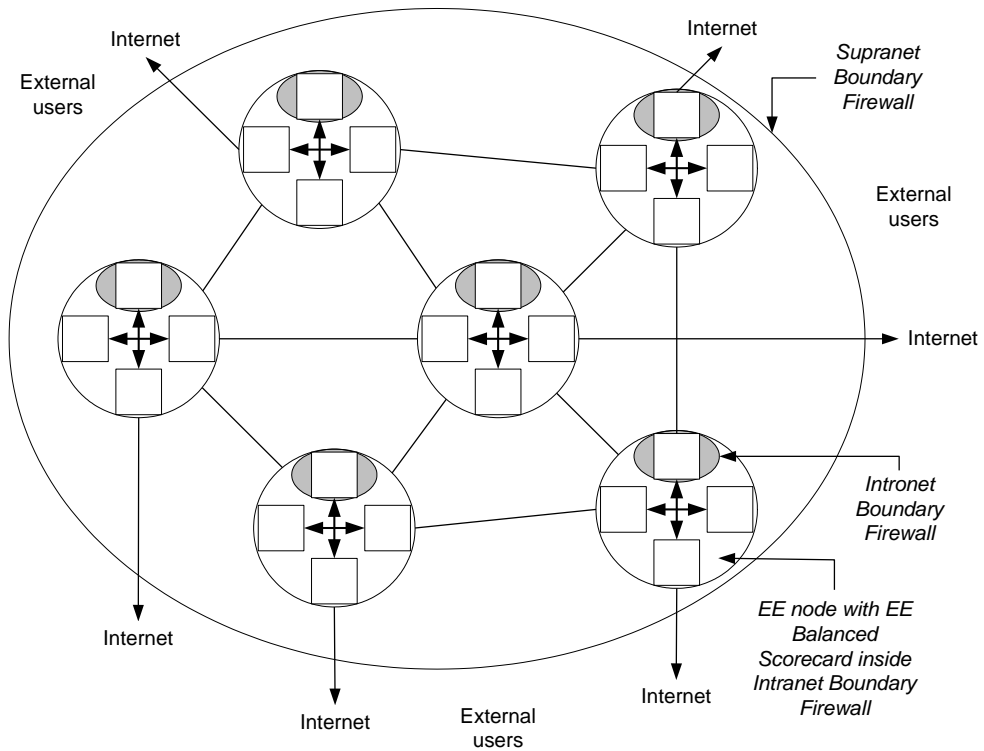 Internet
Internet
Supranet
Boundary
Firewall
External
users
External
users
Internet
Intronet
Boundary
Firewall
EE node with EE
Balanced
Scorecard inside
Intranet Boundary
Firewall
Internet
Internet
Internet
External
users